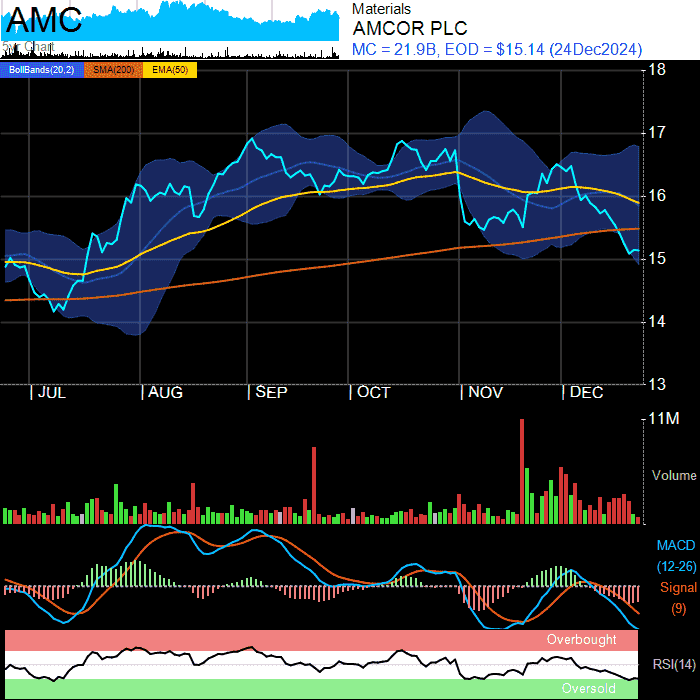 AMC
5yr Chart
Materials
AMCOR PLC
MC = 21.9B, EOD = $15.14 (24Dec2024)
BollBands(20,2) SMA(200) EMA(50)
18
17
16
15
14
13
JUL AUG SEP OCT NOV DEC
11M
Volume
MACD
(12-26)
Signal
(9)
Overbought
RSI(14)
Oversold